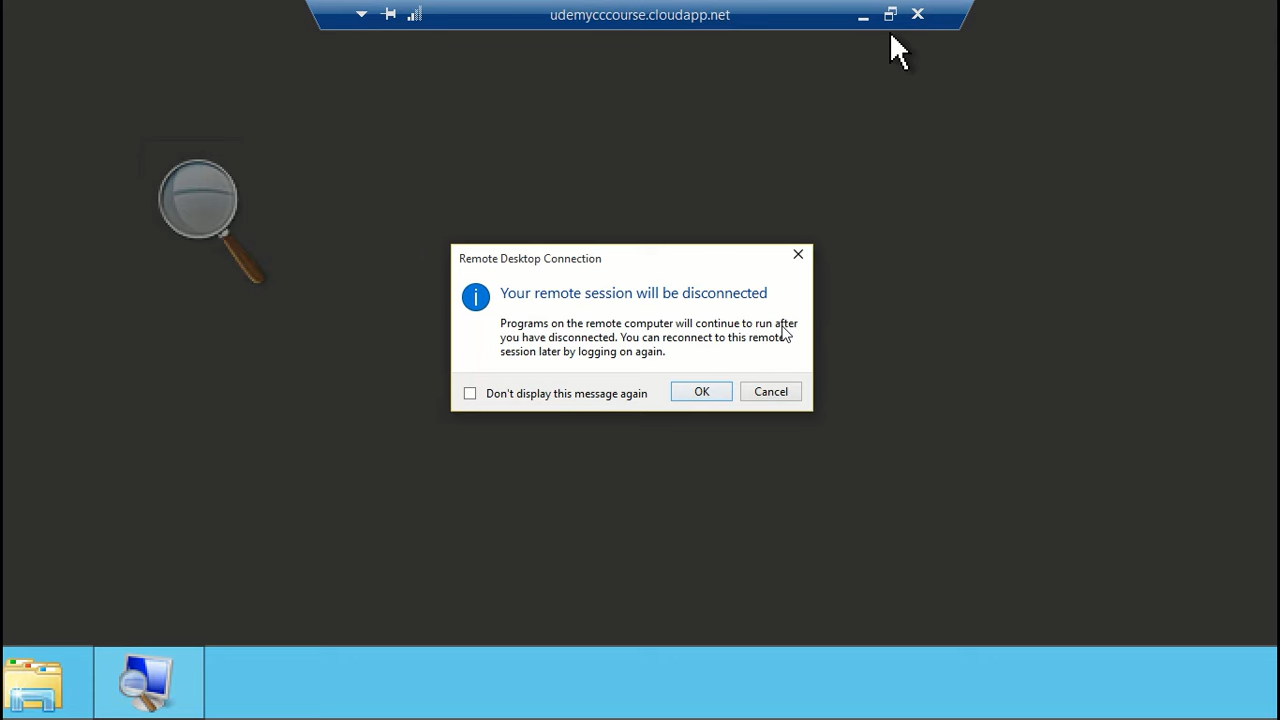 udemycccourse.cloudapp.net
Remote Desktop Connection
Your remote session will be disconnected
Programs on the remote computer will continue to run after
you have disconnected. You can reconnect to this remote
session later by logging on again.
Don't display this message again
OK
Cancel